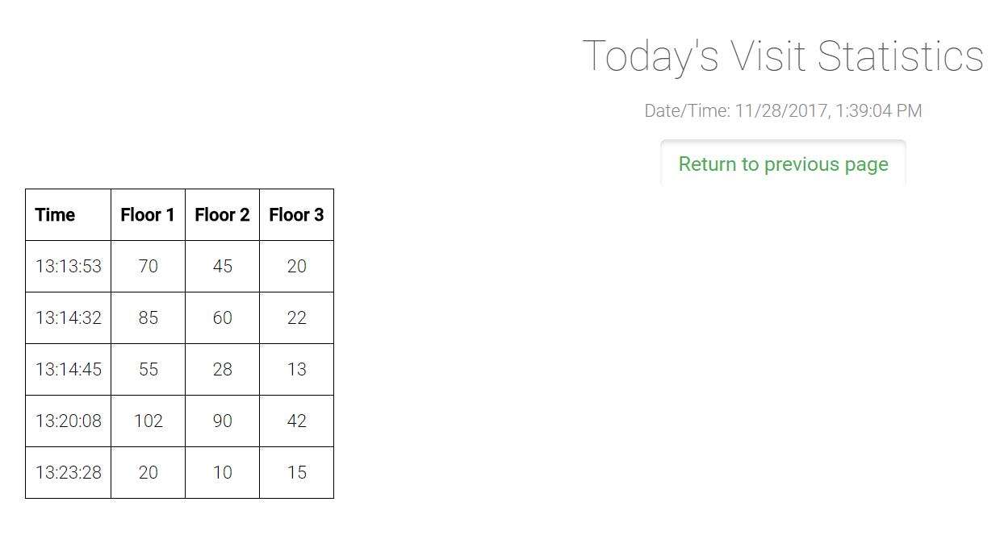 Today's Visit Statistics
Date/Time: 11/28/2017, 1:39:04 PM
Return to previous page
Time Floor 1 Floor 2 Floor 3
13:13:53 70 45 20
13:14:32 85 60 22
13:14:45 55 28 13
13:20:08 102 90 42
13:23:28 20 10 15